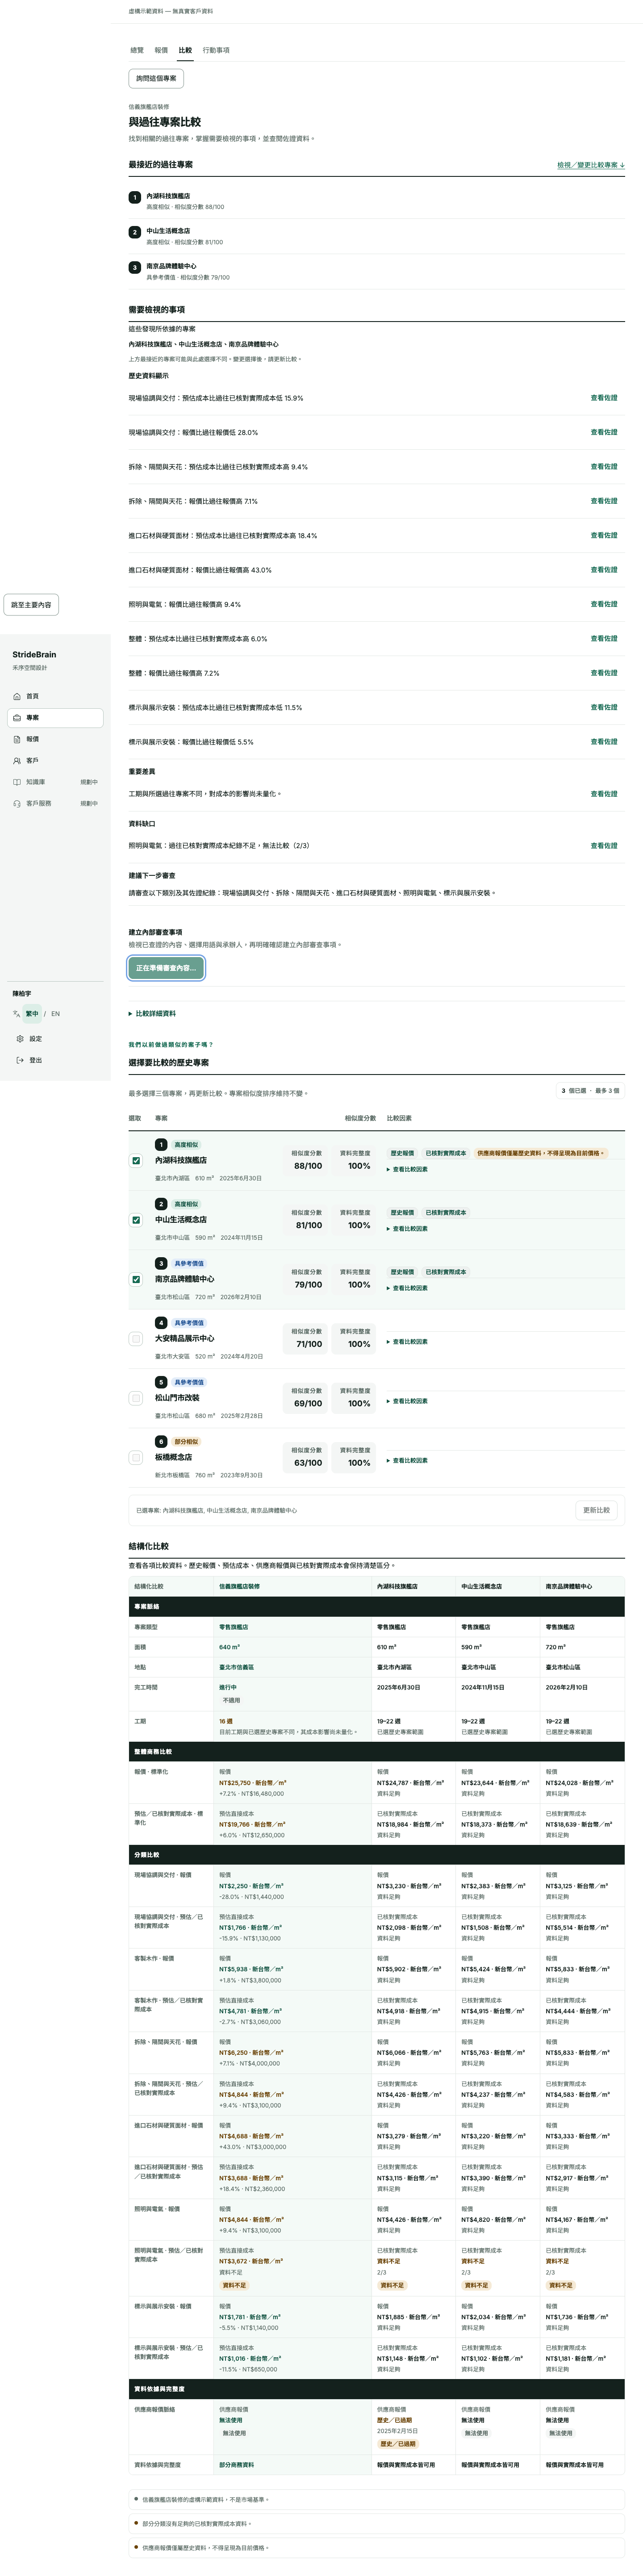 虛構示範資料 — 無真實客戶資料
總覽 報價 比較 行動事項
詢問這個專案
信義旗艦店裝修
與過往專案比較
找到相關的過往專案，掌握需要檢視的事項，並查閱佐證資料。
最接近的過往專案
檢視／變更比較專案 ↓
1 內湖科技旗艦店
高度相似 · 相似度分數 88/100
2 中山生活概念店
高度相似 · 相似度分數 81/100
3 南京品牌體驗中心
具參考價值 · 相似度分數 79/100
需要檢視的事項
這些發現所依據的專案
內湖科技旗艦店、中山生活概念店、南京品牌體驗中心
上方最接近的專案可能與此處選擇不同。變更選擇後，請更新比較。
歷史資料顯示
現場協調與交付：預估成本比過往已核對實際成本低 15.9% 查看佐證
現場協調與交付：報價比過往報價低 28.0% 查看佐證
拆除、隔間與天花：預估成本比過往已核對實際成本高 9.4% 查看佐證
拆除、隔間與天花：報價比過往報價高 7.1% 查看佐證
進口石材與硬質面材：預估成本比過往已核對實際成本高 18.4% 查看佐證
進口石材與硬質面材：報價比過往報價高 43.0% 查看佐證
照明與電氣：報價比過往報價高 9.4% 查看佐證
整體：預估成本比過往已核對實際成本高 6.0% 查看佐證
整體：報價比過往報價高 7.2% 查看佐證
標示與展示安裝：預估成本比過往已核對實際成本低 11.5% 查看佐證
標示與展示安裝：報價比過往報價低 5.5% 查看佐證
重要差異
工期與所選過往專案不同，對成本的影響尚未量化。 查看佐證
資料缺口
照明與電氣：過往已核對實際成本紀錄不足，無法比較（2/3） 查看佐證
建議下一步審查
請審查以下類別及其佐證紀錄：現場協調與交付、拆除、隔間與天花、進口石材與硬質面材、照明與電氣、標示與展示安裝。
建立內部審查事項
檢視已查證的內容、選擇用語與承辦人，再明確確認建立內部審查事項。
正在準備審查內容…
▶ 比較詳細資料
跳至主要內容
StrideBrain
禾序空間設計
首頁
專案
報價
客戶
知識庫 規劃中
客戶服務 規劃中
陳柏宇
繁中 / EN
設定
登出
我們以前做過類似的案子嗎？
選擇要比較的歷史專案
最多選擇三個專案，再更新比較。專案相似度排序維持不變。
3 個已選 · 最多 3 個
選取 專案 相似度分數 比較因素
1 高度相似
內湖科技旗艦店
臺北市內湖區 610 m² 2025年6月30日
相似度分數 88/100
資料完整度 100%
歷史報價 已核對實際成本 供應商報價僅屬歷史資料，不得呈現為目前價格。
▶ 查看比較因素
2 高度相似
中山生活概念店
臺北市中山區 590 m² 2024年11月15日
相似度分數 81/100
資料完整度 100%
歷史報價 已核對實際成本
▶ 查看比較因素
3 具參考價值
南京品牌體驗中心
臺北市松山區 720 m² 2026年2月10日
相似度分數 79/100
資料完整度 100%
歷史報價 已核對實際成本
▶ 查看比較因素
4 具參考價值
大安精品展示中心
臺北市大安區 520 m² 2024年4月20日
相似度分數 71/100
資料完整度 100%
▶ 查看比較因素
5 具參考價值
松山門市改裝
臺北市松山區 680 m² 2025年2月28日
相似度分數 69/100
資料完整度 100%
▶ 查看比較因素
6 部分相似
板橋概念店
新北市板橋區 760 m² 2023年9月30日
相似度分數 63/100
資料完整度 100%
▶ 查看比較因素
已選專案: 內湖科技旗艦店, 中山生活概念店, 南京品牌體驗中心
更新比較
結構化比較
查看各項比較資料。歷史報價、預估成本、供應商報價與已核對實際成本會保持清楚區分。
結構化比較 信義旗艦店裝修 內湖科技旗艦店 中山生活概念店 南京品牌體驗中心
專案脈絡
專案類型 零售旗艦店 零售旗艦店 零售旗艦店 零售旗艦店
面積 640 m² 610 m² 590 m² 720 m²
地點 臺北市信義區 臺北市內湖區 臺北市中山區 臺北市松山區
完工時間 進行中 2025年6月30日 2024年11月15日 2026年2月10日
不適用
工期 16 週 19–22 週 19–22 週 19–22 週
目前工期與已選歷史專案不同，其成本影響尚未量化。 已選歷史專案範圍 已選歷史專案範圍 已選歷史專案範圍
整體商務比較
報價 · 標準化 報價 報價 報價 報價
NT$25,750 · 新台幣／m² NT$24,787 · 新台幣／m² NT$23,644 · 新台幣／m² NT$24,028 · 新台幣／m²
+7.2% · NT$16,480,000 資料足夠 資料足夠 資料足夠
預估／已核對實際成本 · 標準化 預估直接成本 已核對實際成本 已核對實際成本 已核對實際成本
NT$19,766 · 新台幣／m² NT$18,984 · 新台幣／m² NT$18,373 · 新台幣／m² NT$18,639 · 新台幣／m²
+6.0% · NT$12,650,000 資料足夠 資料足夠 資料足夠
分類比較
現場協調與交付 · 報價 報價 報價 報價 報價
NT$2,250 · 新台幣／m² NT$3,230 · 新台幣／m² NT$2,383 · 新台幣／m² NT$3,125 · 新台幣／m²
-28.0% · NT$1,440,000 資料足夠 資料足夠 資料足夠
現場協調與交付 · 預估／已核對實際成本 預估直接成本 已核對實際成本 已核對實際成本 已核對實際成本
NT$1,766 · 新台幣／m² NT$2,098 · 新台幣／m² NT$1,508 · 新台幣／m² NT$5,514 · 新台幣／m²
-15.9% · NT$1,130,000 資料足夠 資料足夠 資料足夠
客製木作 · 報價 報價 報價 報價 報價
NT$5,938 · 新台幣／m² NT$5,902 · 新台幣／m² NT$5,424 · 新台幣／m² NT$5,833 · 新台幣／m²
+1.8% · NT$3,800,000 資料足夠 資料足夠 資料足夠
客製木作 · 預估／已核對實際成本 預估直接成本 已核對實際成本 已核對實際成本 已核對實際成本
NT$4,781 · 新台幣／m² NT$4,918 · 新台幣／m² NT$4,915 · 新台幣／m² NT$4,444 · 新台幣／m²
-2.7% · NT$3,060,000 資料足夠 資料足夠 資料足夠
拆除、隔間與天花 · 報價 報價 報價 報價 報價
NT$6,250 · 新台幣／m² NT$6,066 · 新台幣／m² NT$5,763 · 新台幣／m² NT$5,833 · 新台幣／m²
+7.1% · NT$4,000,000 資料足夠 資料足夠 資料足夠
拆除、隔間與天花 · 預估／已核對實際成本 預估直接成本 已核對實際成本 已核對實際成本 已核對實際成本
NT$4,844 · 新台幣／m² NT$4,426 · 新台幣／m² NT$4,237 · 新台幣／m² NT$4,583 · 新台幣／m²
+9.4% · NT$3,100,000 資料足夠 資料足夠 資料足夠
進口石材與硬質面材 · 報價 報價 報價 報價 報價
NT$4,688 · 新台幣／m² NT$3,279 · 新台幣／m² NT$3,220 · 新台幣／m² NT$3,333 · 新台幣／m²
+43.0% · NT$3,000,000 資料足夠 資料足夠 資料足夠
進口石材與硬質面材 · 預估／已核對實際成本 預估直接成本 已核對實際成本 已核對實際成本 已核對實際成本
NT$3,688 · 新台幣／m² NT$3,115 · 新台幣／m² NT$3,390 · 新台幣／m² NT$2,917 · 新台幣／m²
+18.4% · NT$2,360,000 資料足夠 資料足夠 資料足夠
照明與電氣 · 報價 報價 報價 報價 報價
NT$4,844 · 新台幣／m² NT$4,426 · 新台幣／m² NT$4,820 · 新台幣／m² NT$4,167 · 新台幣／m²
+9.4% · NT$3,100,000 資料足夠 資料足夠 資料足夠
照明與電氣 · 預估／已核對實際成本 預估直接成本 已核對實際成本 已核對實際成本 已核對實際成本
NT$3,672 · 新台幣／m² 資料不足 資料不足 資料不足
資料不足 2/3 2/3 2/3
資料不足 資料不足 資料不足 資料不足
標示與展示安裝 · 報價 報價 報價 報價 報價
NT$1,781 · 新台幣／m² NT$1,885 · 新台幣／m² NT$2,034 · 新台幣／m² NT$1,736 · 新台幣／m²
-5.5% · NT$1,140,000 資料足夠 資料足夠 資料足夠
標示與展示安裝 · 預估／已核對實際成本 預估直接成本 已核對實際成本 已核對實際成本 已核對實際成本
NT$1,016 · 新台幣／m² NT$1,148 · 新台幣／m² NT$1,102 · 新台幣／m² NT$1,181 · 新台幣／m²
-11.5% · NT$650,000 資料足夠 資料足夠 資料足夠
資料依據與完整度
供應商報價脈絡 供應商報價 供應商報價 供應商報價 供應商報價
無法使用 歷史／已過期 無法使用 無法使用
無法使用 2025年2月15日 無法使用 無法使用
歷史／已過期
資料依據與完整度 部分商務資料 報價與實際成本皆可用 報價與實際成本皆可用 報價與實際成本皆可用
信義旗艦店裝修的虛構示範資料，不是市場基準。
部分分類沒有足夠的已核對實際成本資料。
供應商報價僅屬歷史資料，不得呈現為目前價格。